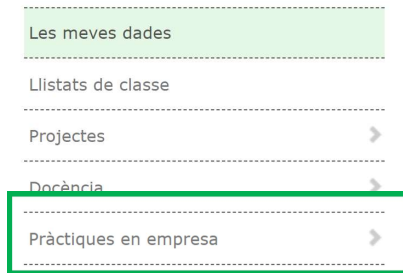 Les meves dades
Llistats de classe
Projectes
Docència
Pràctiques en empresa